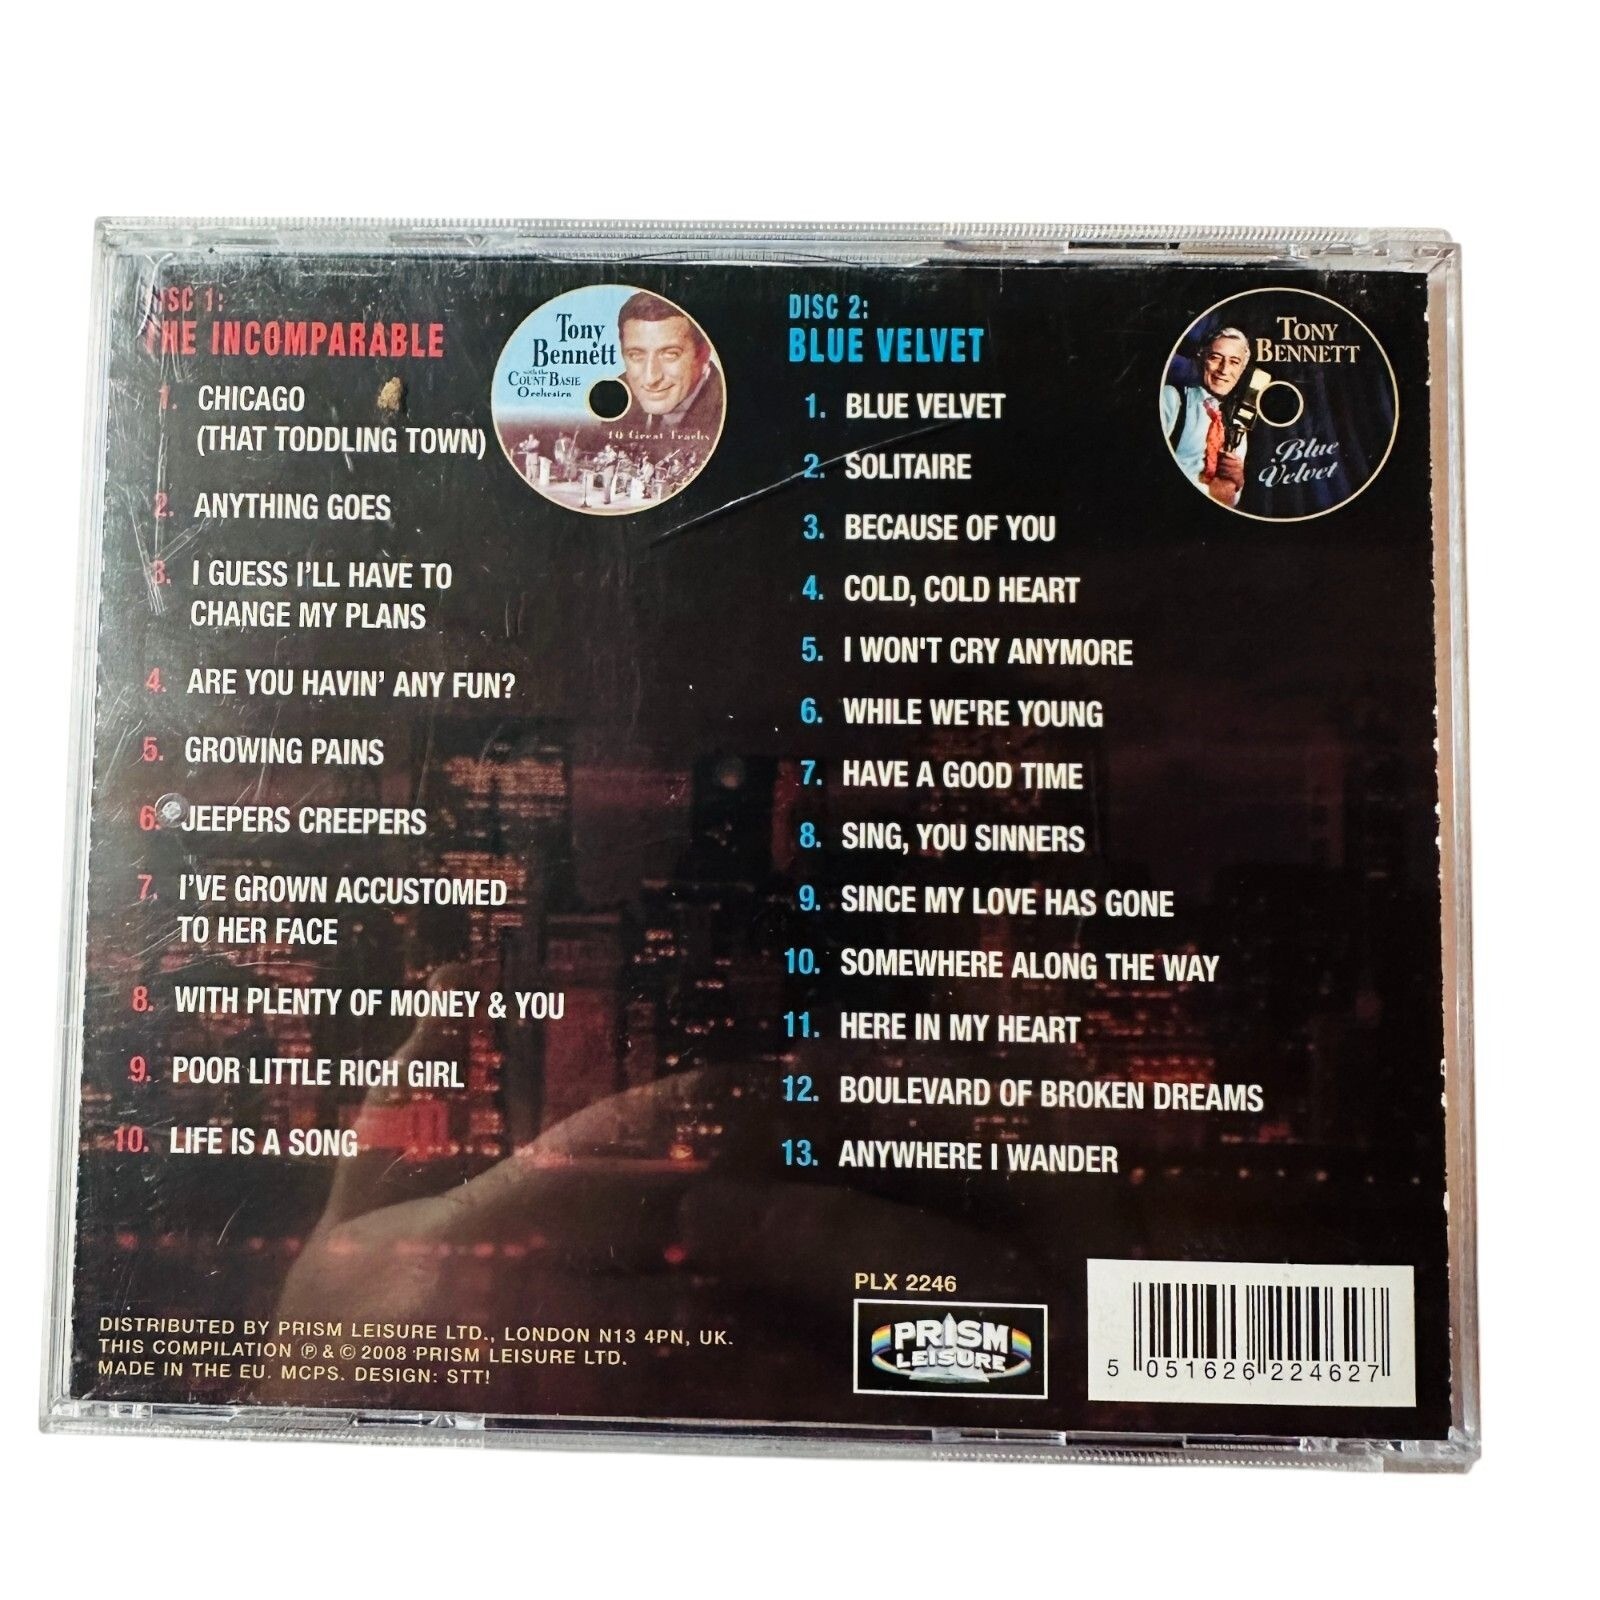 DISC 1:
THE INCOMPARABLE
1. CHICAGO
(THAT TODDLING TOWN)
2. ANYTHING GOES
3. I GUESS I'LL HAVE TO
CHANGE MY PLANS
4. ARE YOU HAVIN' ANY FUN?
5. GROWING PAINS
6. JEEPERS CREEPERS
7. I'VE GROWN ACCUSTOMED
TO HER FACE
8. WITH PLENTY OF MONEY & YOU
9. POOR LITTLE RICH GIRL
10. LIFE IS A SONG
Tony
Bennett
with the
COUNT BASIE
Orchestra
10 Great Tracks
DISC 2:
BLUE VELVET
1. BLUE VELVET
2. SOLITAIRE
3. BECAUSE OF YOU
4. COLD, COLD HEART
5. I WON'T CRY ANYMORE
6. WHILE WE'RE YOUNG
7. HAVE A GOOD TIME
8. SING, YOU SINNERS
9. SINCE MY LOVE HAS GONE
10. SOMEWHERE ALONG THE WAY
11. HERE IN MY HEART
12. BOULEVARD OF BROKEN DREAMS
13. ANYWHERE I WANDER
TONY
BENNETT
Blue
Velvet
DISTRIBUTED BY PRISM LEISURE LTD., LONDON N13 4PN, UK.
THIS COMPILATION ℗ & © 2008 PRISM LEISURE LTD.
MADE IN THE EU. MCPS. DESIGN: STT!
PLX 2246
PRISM
LEISURE
5 051626 224627